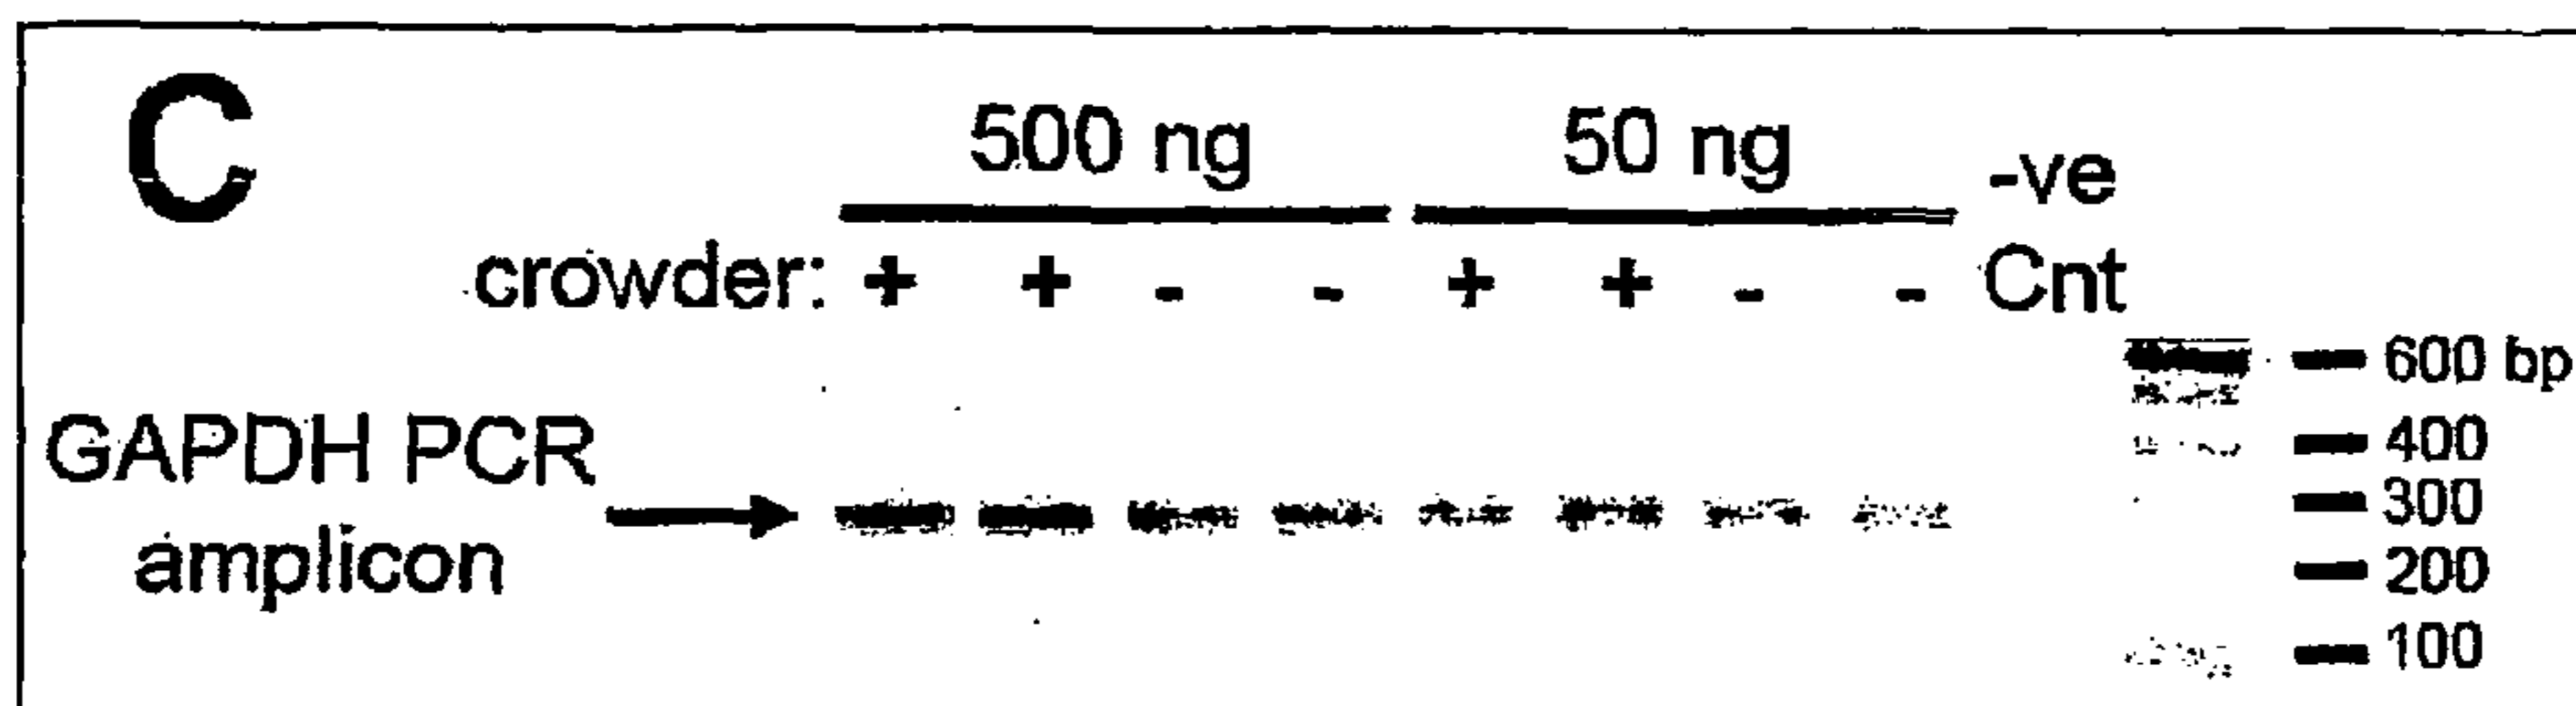 C
500 ng 50 ng -ve
crowder: + + - - + + - - Cnt
600 bp
GAPDH PCR 400
300
amplicon 200
100